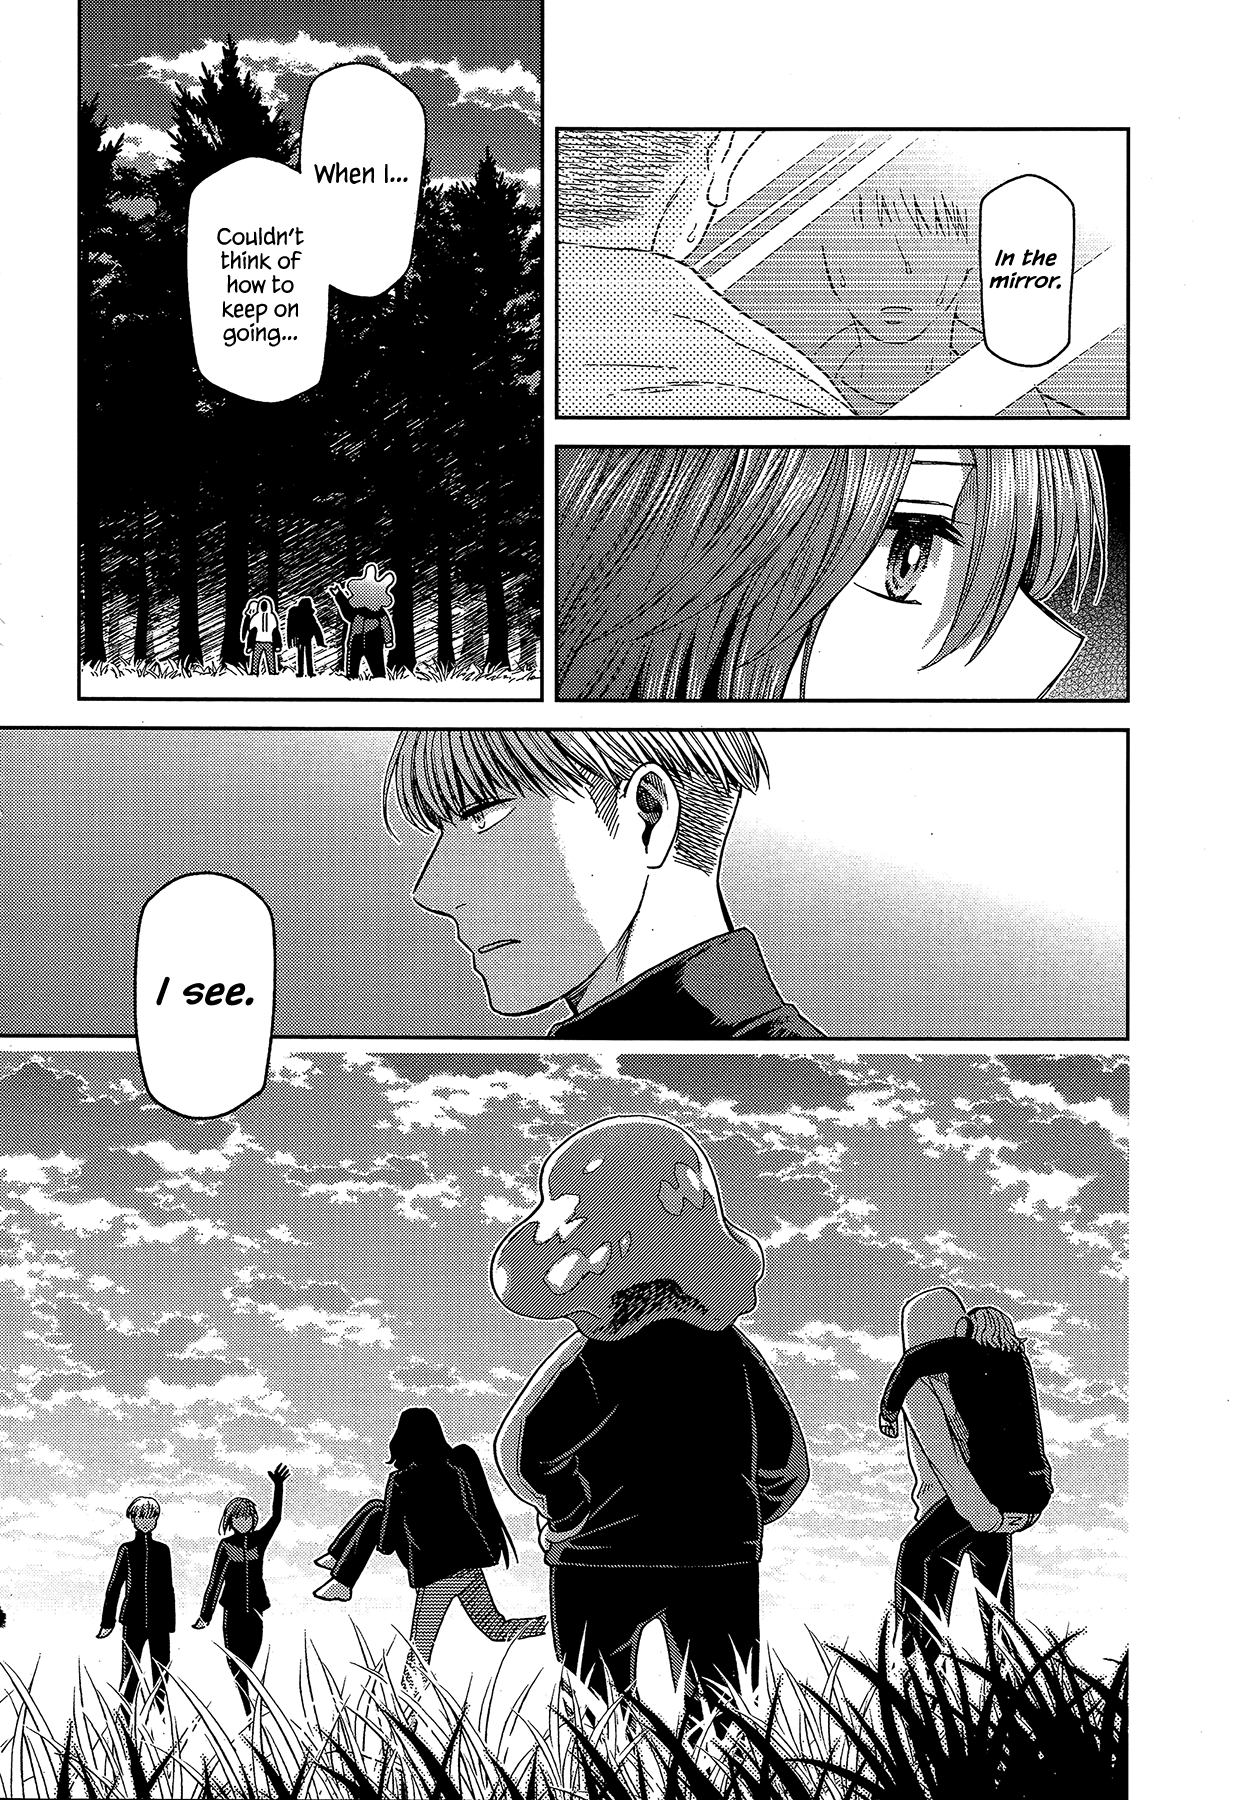 In the
mirror.
When I...
Couldn't
think of
how to
keep on
going...
I see.